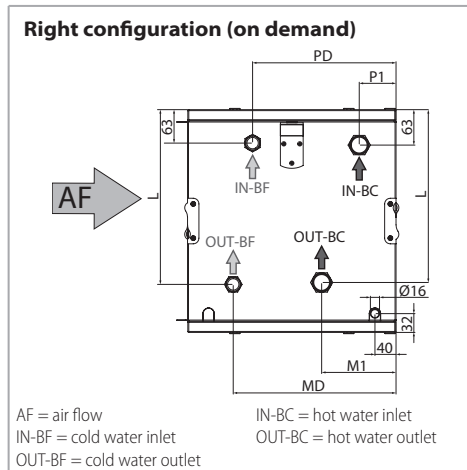 Right configuration (on demand)
PD
P1
63
63
IN-BF
IN-BC
AF
L
L
OUT-BF
OUT-BC
Ø16
32
40
M1
MD
AF = air flow
IN-BF = cold water inlet
OUT-BF = cold water outlet
IN-BC = hot water inlet
OUT-BC = hot water outlet